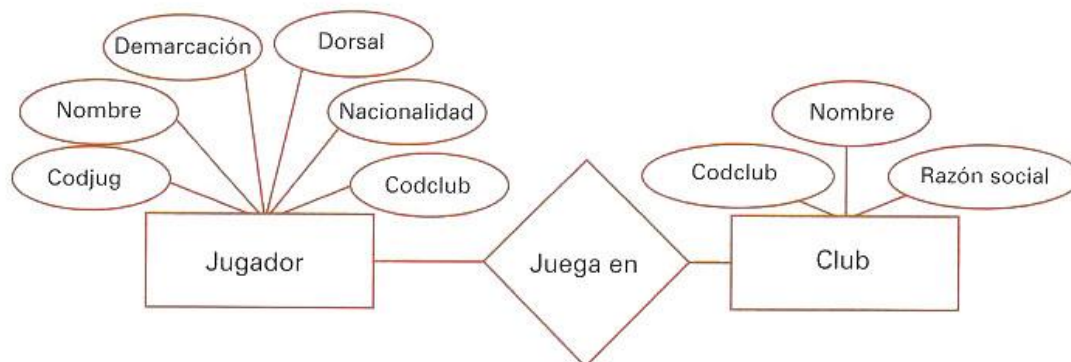 Demarcación
Dorsal
Nombre
Nacionalidad
Codjug
Codclub
Jugador
Juega en
Nombre
Codclub
Razón social
Club